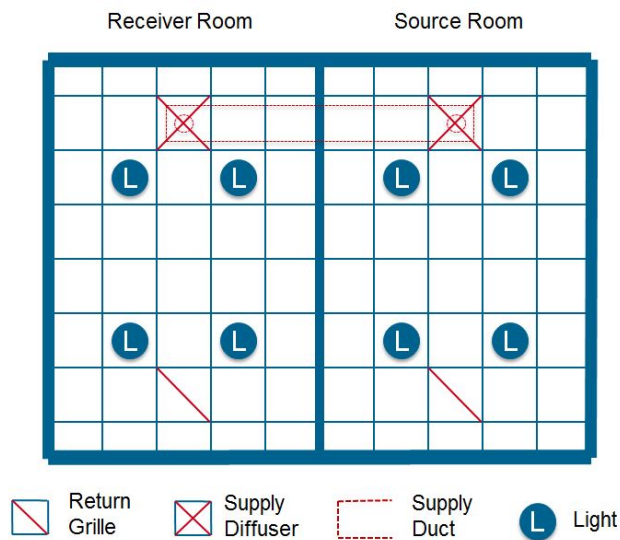 Receiver Room
Source Room
L
L
L
L
L
L
L
L
Return
Grille
Supply
Diffuser
Supply
Duct
L
Light